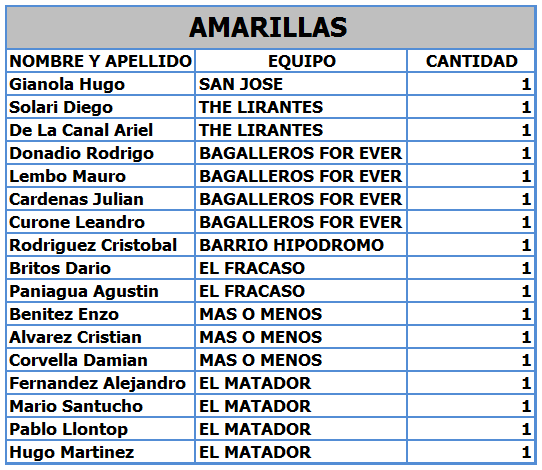 AMARILLAS
NOMBRE Y APELLIDO EQUIPO CANTIDAD
Gianola Hugo SAN JOSE 1
Solari Diego THE LIRANTES 1
De La Canal Ariel THE LIRANTES 1
Donadio Rodrigo BAGALLEROS FOR EVER 1
Lembo Mauro BAGALLEROS FOR EVER 1
Cardenas Julian BAGALLEROS FOR EVER 1
Curone Leandro BAGALLEROS FOR EVER 1
Rodriguez Cristobal BARRIO HIPODROMO 1
Britos Dario EL FRACASO 1
Paniagua Agustin EL FRACASO 1
Benitez Enzo MAS O MENOS 1
Alvarez Cristian MAS O MENOS 1
Corvella Damian MAS O MENOS 1
Fernandez Alejandro EL MATADOR 1
Mario Santucho EL MATADOR 1
Pablo Llontop EL MATADOR 1
Hugo Martinez EL MATADOR 1